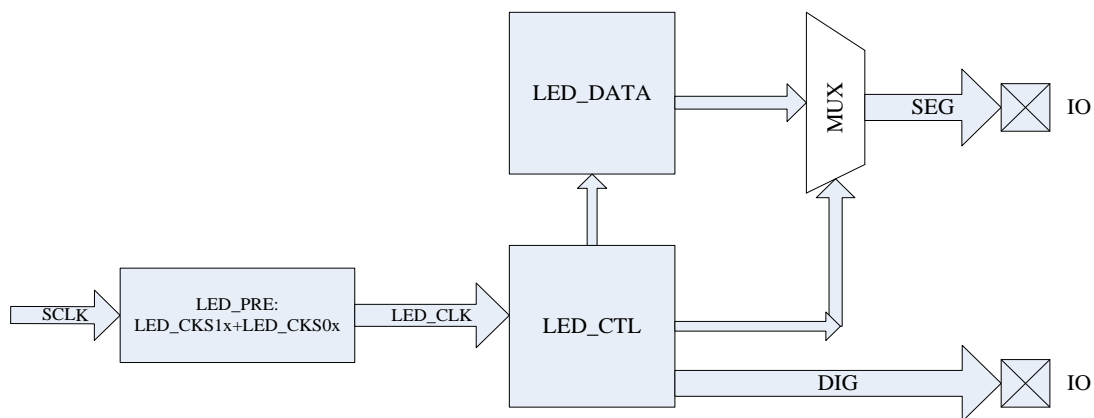 LED_DATA
MUX
SEG
IO
SCLK
LED_PRE:
LED_CKS1x+LED_CKS0x
LED_CLK
LED_CTL
DIG
IO